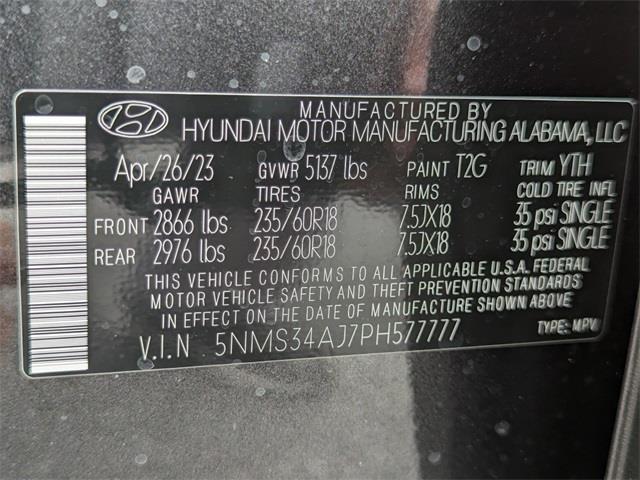 MANUFACTURED BY
HYUNDAI MOTOR MANUFACTURING ALABAMA, LLC
Apr/26/23 GVWR 5137 lbs PAINT T2G TRIM YTH
GAWR TIRES RIMS COLD TIRE INFL
FRONT 2866 lbs 235/60R18 7.5JX18 35 psi SINGLE
REAR 2976 lbs 235/60R18 7.5JX18 35 psi SINGLE
THIS VEHICLE CONFORMS TO ALL APPLICABLE U.S.A. FEDERAL
MOTOR VEHICLE SAFETY AND THEFT PREVENTION STANDARDS
IN EFFECT ON THE DATE OF MANUFACTURE SHOWN ABOVE
V.I.N 5NMS34AJ7PH577777 TYPE: MPV